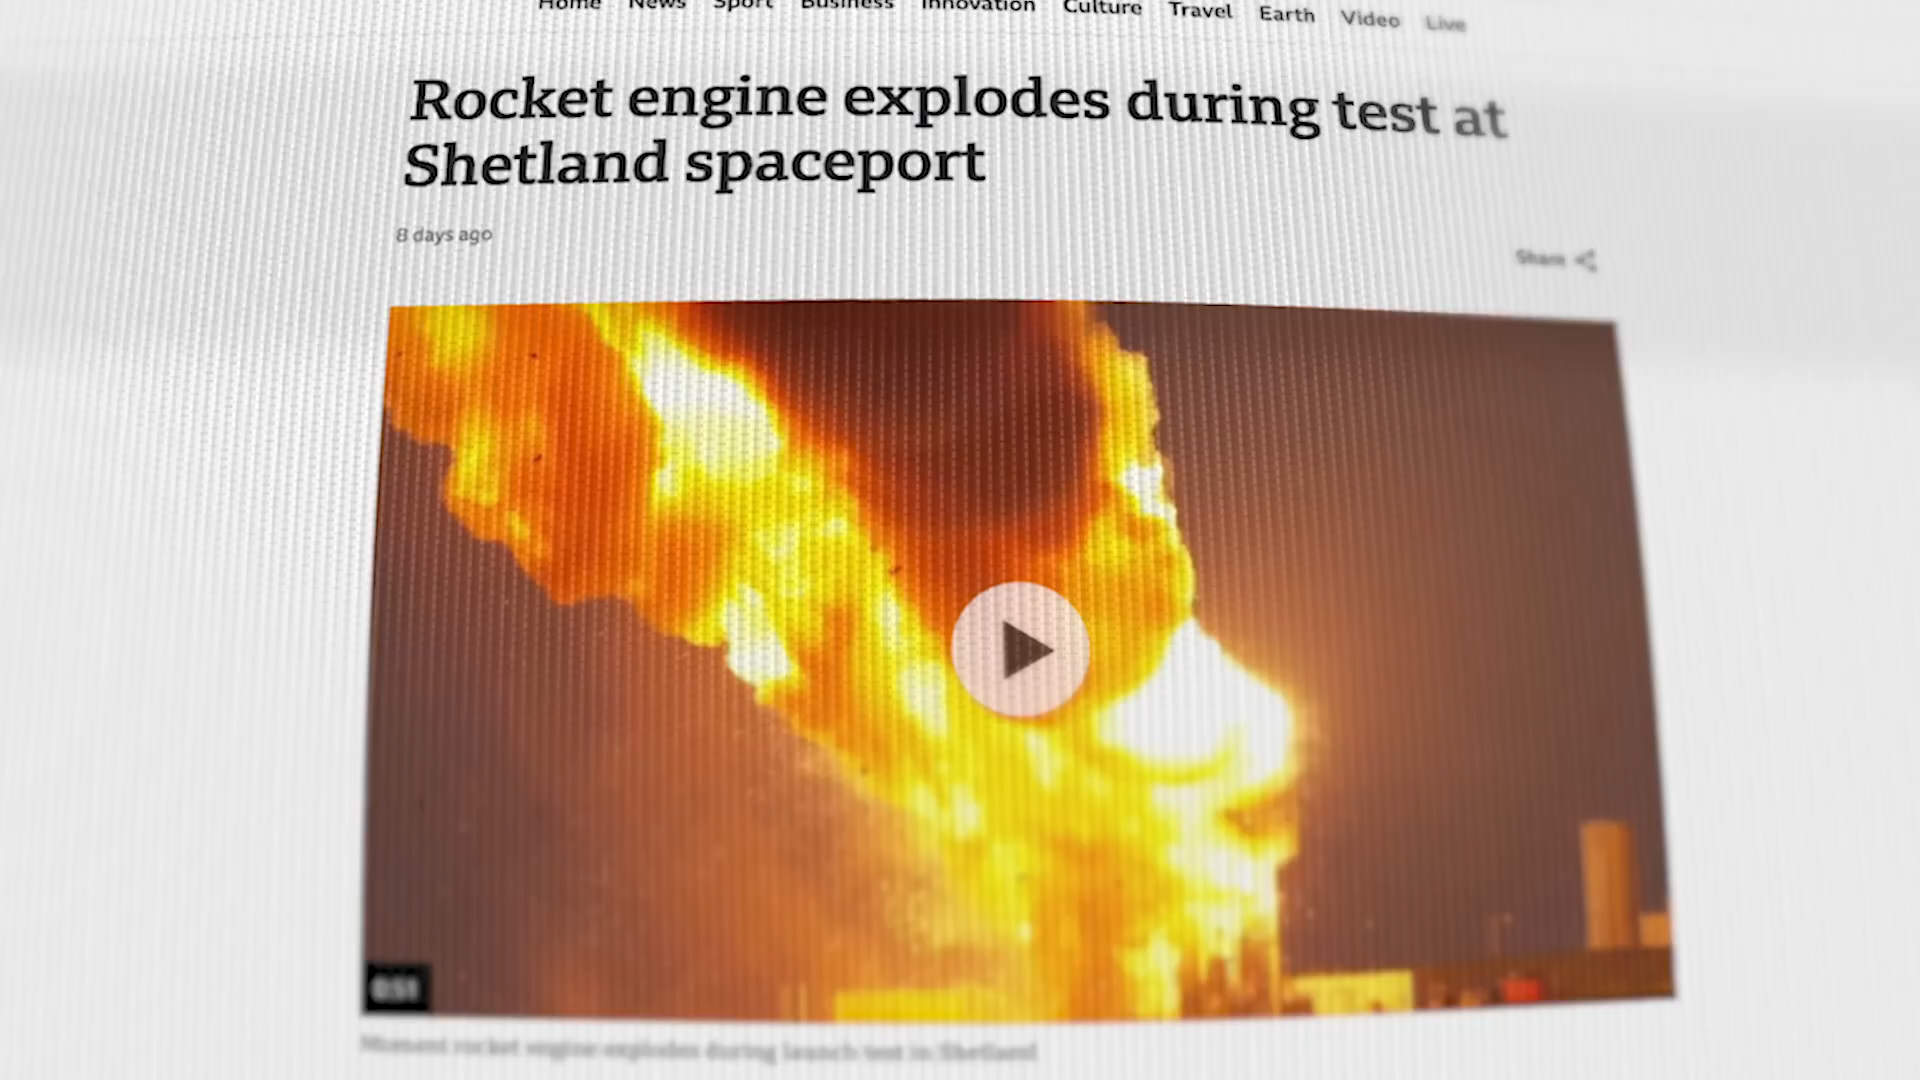 Home News Sport Business Innovation Culture Travel Earth Video Live
Rocket engine explodes during test at
Shetland spaceport
8 days ago
Share
0:51
Moment rocket engine explodes during launch test in Shetland